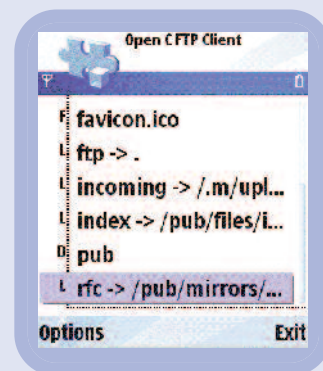 Open C FTP Client
F favicon.ico
L ftp -> .
L incoming -> /.m/upl...
L index -> /pub/files/i...
D pub
L rfc -> /pub/mirrors/...
Options Exit